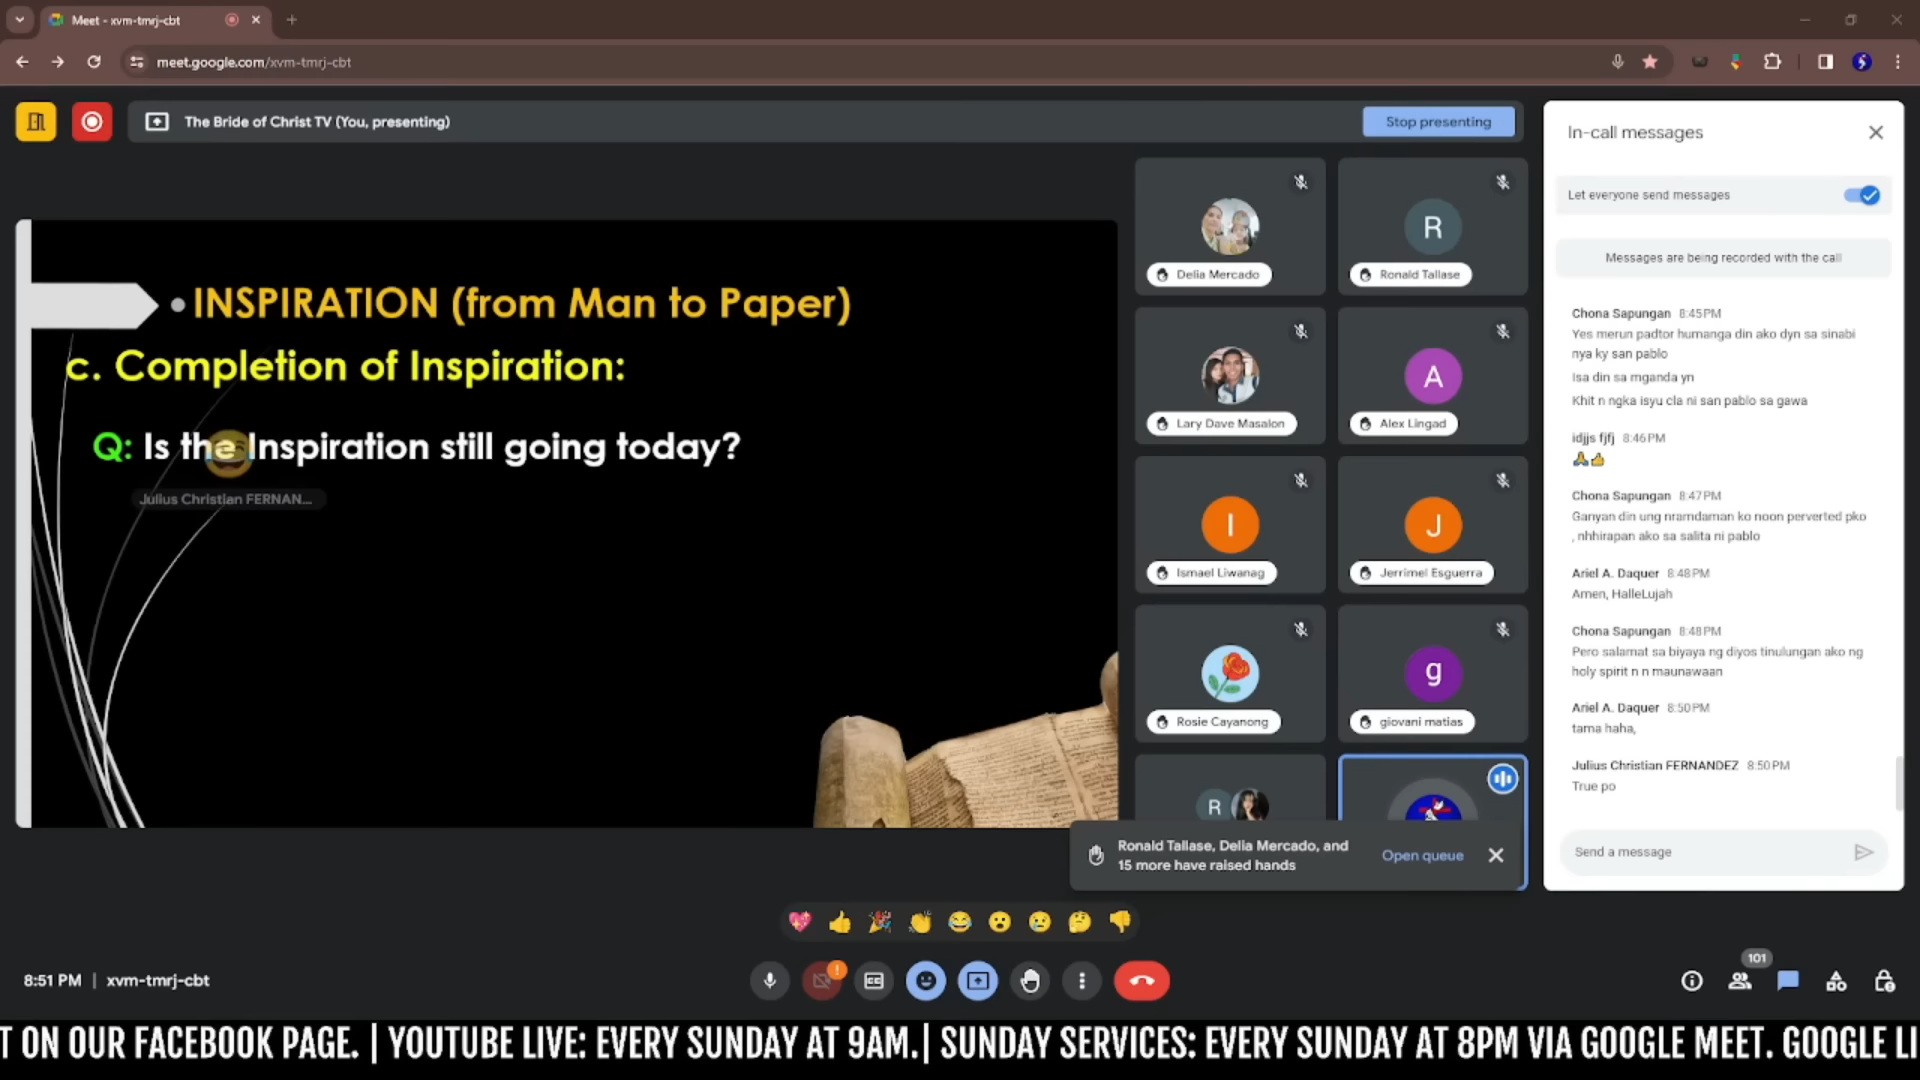 Meet - xvm-tmrj-cbt
meet.google.com/xvm-tmrj-cbt
The Bride of Christ TV (You, presenting)
Stop presenting
INSPIRATION (from Man to Paper)
c. Completion of Inspiration:
Q: Is the Inspiration still going today?
Julius Christian FERNAN...
Delia Mercado
R
Ronald Tallase
Lary Dave Masalon
A
Alex Lingad
I
Ismael Liwanag
J
Jerrimel Esguerra
Rosie Cayanong
g
giovani matias
R
Ronald Tallase, Delia Mercado, and
15 more have raised hands
Open queue
In-call messages
Let everyone send messages
Messages are being recorded with the call
Chona Sapungan 8:45 PM
Yes merun padtor humanga din ako dyn sa sinabi
nya ky san pablo
Isa din sa mganda yn
Khit n ngka isyu cla ni san pablo sa gawa
idjjs fjfj 8:46 PM
Chona Sapungan 8:47 PM
Ganyan din ung nramdaman ko noon perverted pko
, nhhirapan ako sa salita ni pablo
Ariel A. Daquer 8:48 PM
Amen, HalleLujah
Chona Sapungan 8:48 PM
Pero salamat sa biyaya ng diyos tinulungan ako ng
holy spirit n n maunawaan
Ariel A. Daquer 8:50 PM
tama haha,
Julius Christian FERNANDEZ 8:50 PM
True po
Send a message
8:51 PM | xvm-tmrj-cbt
101
T ON OUR FACEBOOK PAGE. | YOUTUBE LIVE: EVERY SUNDAY AT 9AM.| SUNDAY SERVICES: EVERY SUNDAY AT 8PM VIA GOOGLE MEET. GOOGLE LI